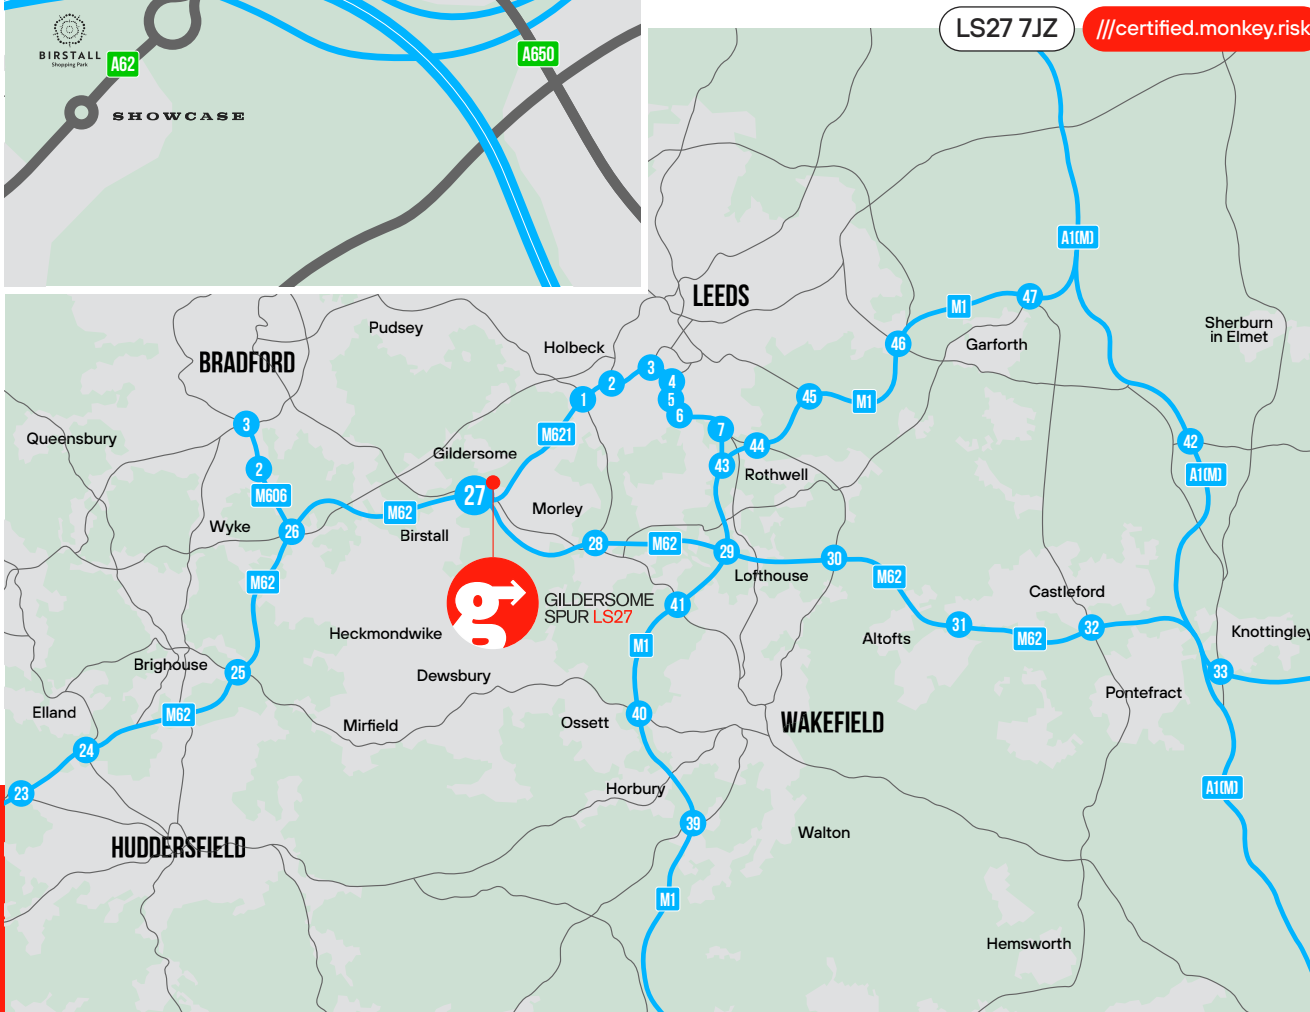 BIRSTALL
Shopping Park
A62
A650
SHOWCASE
LS27 7JZ
///certified.monkey.risk
A1(M)
LEEDS
47
M1
Sherburn
in Elmet
Pudsey
46
Garforth
Holbeck
BRADFORD
3
4
2
5
1
6
45
M1
3
7
M621
Queensbury
44
42
Gildersome
43
Rothwell
A1(M)
2
M606
27
M62
Morley
Wyke
26
Birstall
28
M62
29
30
Lofthouse
M62
M62
Castleford
GILDERSOME
SPUR LS27
41
31
32
M62
Altofts
Knottingley
Heckmondwike
M1
Brighouse
25
33
Dewsbury
Pontefract
Elland
M62
Mirfield
Ossett
40
WAKEFIELD
24
23
Horbury
A1(M)
39
Walton
HUDDERSFIELD
M1
Hemsworth